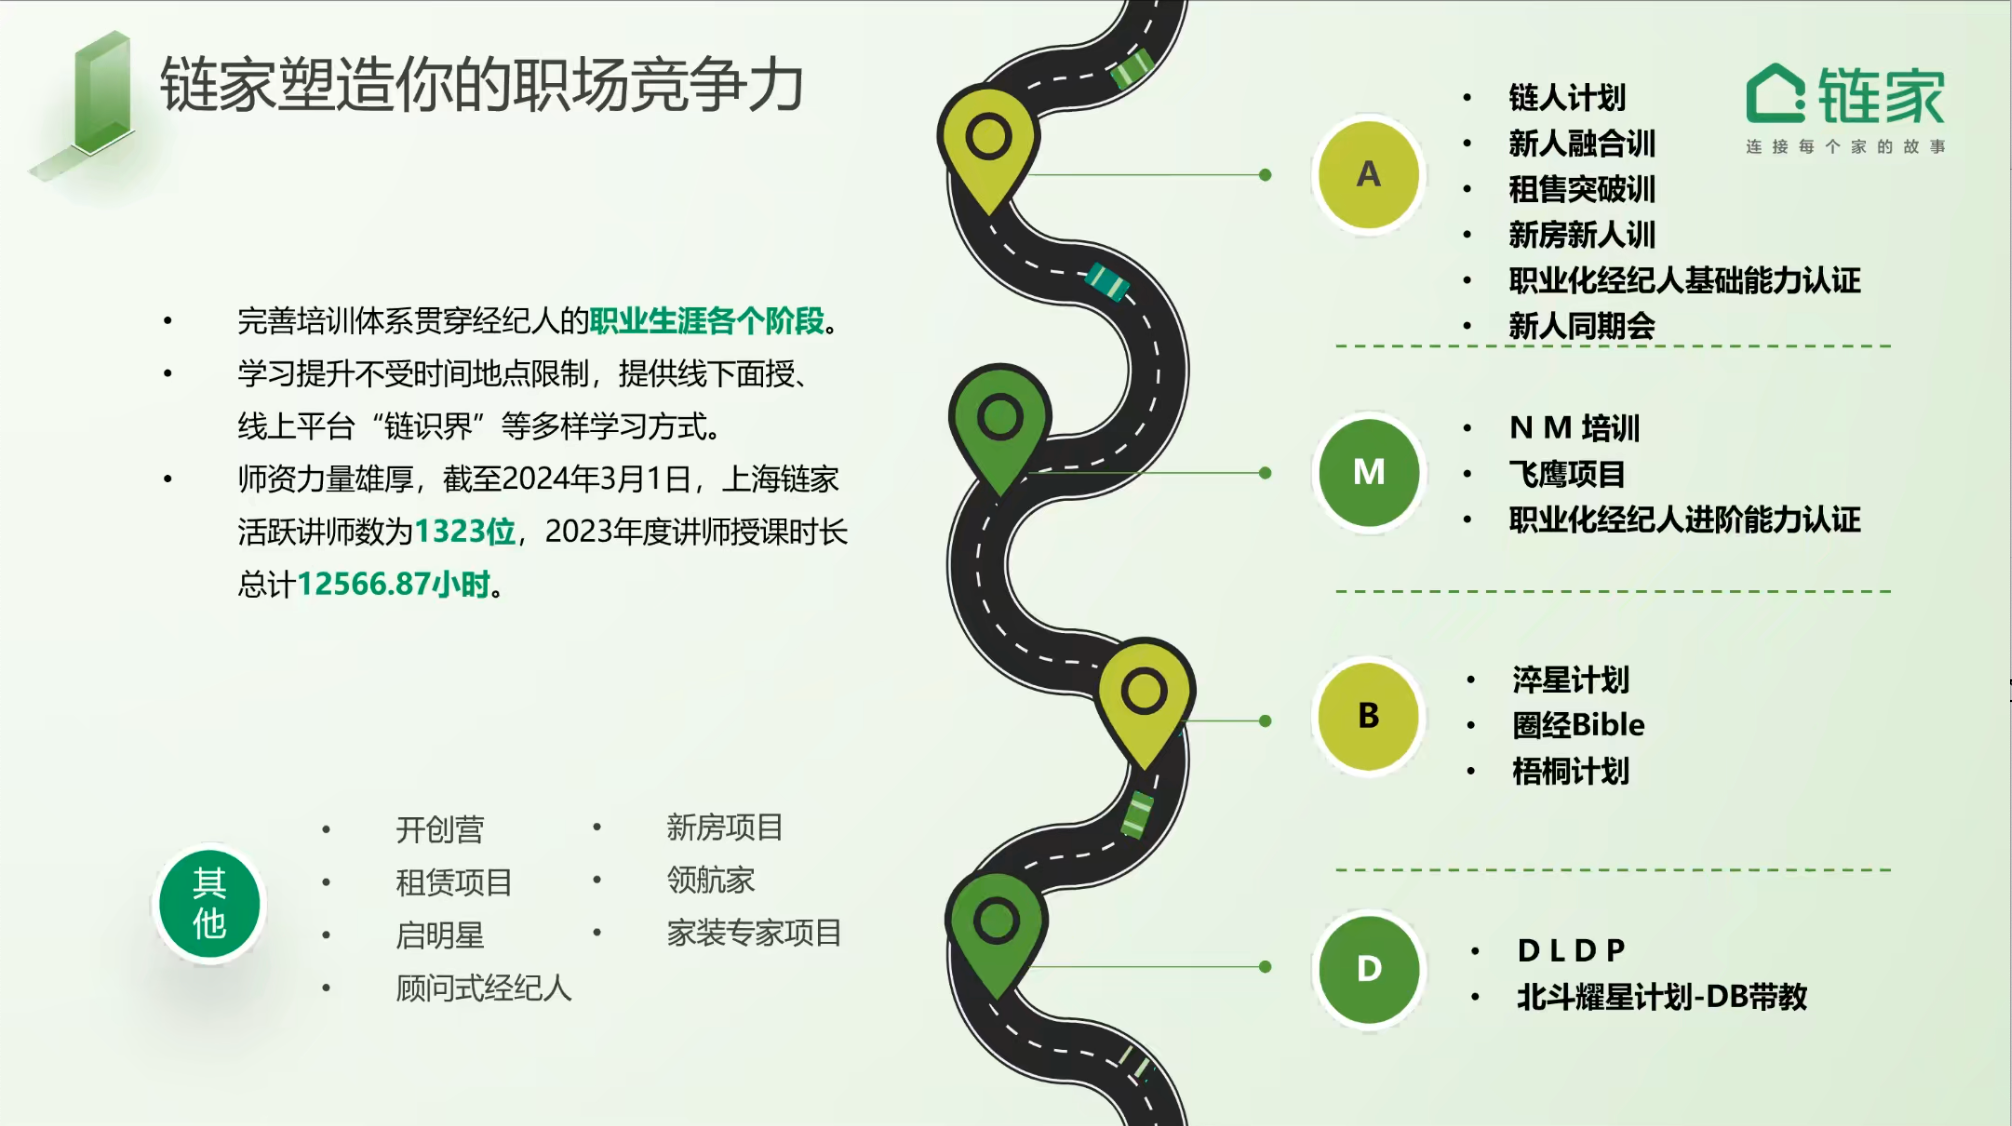 链家塑造你的职场竞争力
链家
连接每个家的故事
完善培训体系贯穿经纪人的职业生涯各个阶段。
学习提升不受时间地点限制，提供线下面授、
线上平台“链识界”等多样学习方式。
师资力量雄厚，截至2024年3月1日，上海链家
活跃讲师数为1323位，2023年度讲师授课时长
总计12566.87小时。
其他
开创营
租赁项目
启明星
顾问式经纪人
新房项目
领航家
家装专家项目
A
链人计划
新人融合训
租售突破训
新房新人训
职业化经纪人基础能力认证
新人同期会
M
N M 培训
飞鹰项目
职业化经纪人进阶能力认证
B
淬星计划
圈经Bible
梧桐计划
D
D L D P
北斗耀星计划-DB带教